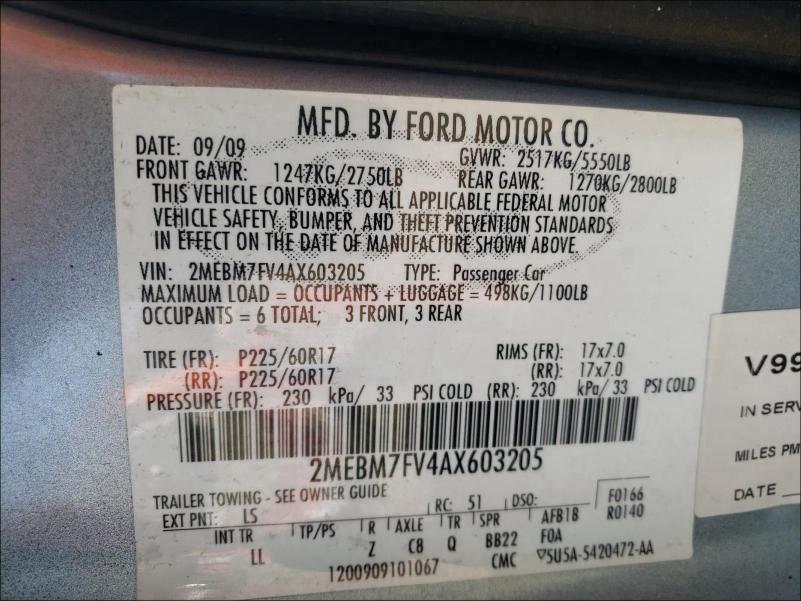 MFD. BY FORD MOTOR CO.
DATE: 09/09 GVWR: 2517KG/5550LB
FRONT GAWR: 1247KG/2750LB REAR GAWR: 1270KG/2800LB
THIS VEHICLE CONFORMS TO ALL APPLICABLE FEDERAL MOTOR
VEHICLE SAFETY, BUMPER, AND THEFT PREVENTION STANDARDS
IN EFFECT ON THE DATE OF MANUFACTURE SHOWN ABOVE.
VIN: 2MEBM7FV4AX603205 TYPE: Passenger Car
MAXIMUM LOAD = OCCUPANTS + LUGGAGE = 498KG/1100LB
OCCUPANTS = 6 TOTAL; 3 FRONT, 3 REAR
TIRE (FR): P225/60R17 RIMS (FR): 17x7.0
(RR): P225/60R17 (RR): 17x7.0
PRESSURE (FR): 230 kPa/ 33 PSI COLD (RR): 230 kPa/ 33 PSI COLD
2MEBM7FV4AX603205
TRAILER TOWING - SEE OWNER GUIDE
EXT PNT: LS RC: 51 DSO: F0166
R0140
INT TR TP/PS R AXLE TR SPR AFB1B
LL Z C8 Q BB22 F0A
1200909101067 CMC ▽5U5A-5420472-AA
V99
IN SERV
MILES PM
DATE